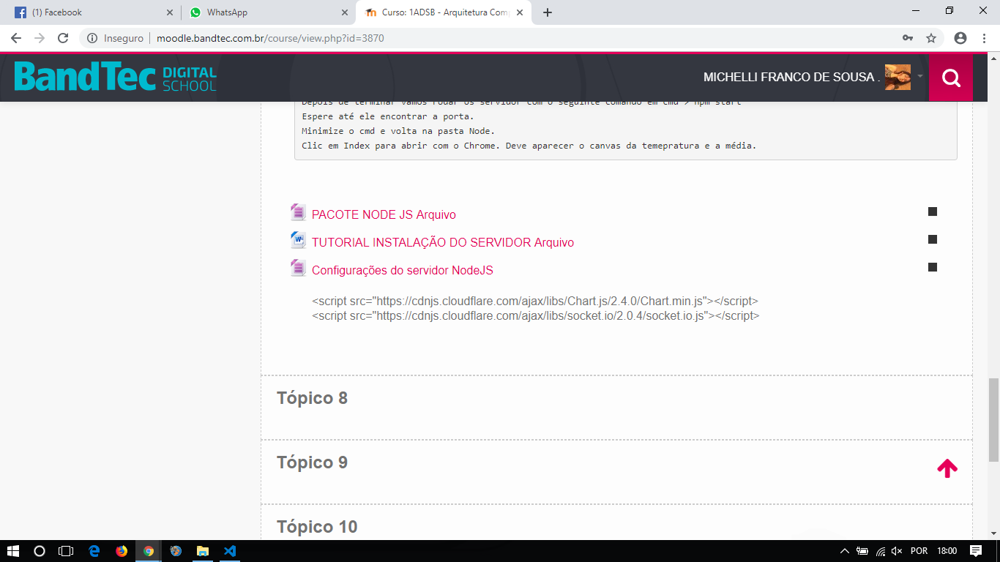 (1) Facebook
WhatsApp
Curso: 1ADSB - Arquitetura Com
Inseguro
moodle.bandtec.com.br/course/view.php?id=3870
BandTec DIGITAL SCHOOL
MICHELLI FRANCO DE SOUSA .
Depois de terminar vamos rodar os servidor com o seguinte comando em cmd > npm start
Espere até ele encontrar a porta.
Minimize o cmd e volta na pasta Node.
Clic em Index para abrir com o Chrome. Deve aparecer o canvas da temepratura e a média.
PACOTE NODE JS Arquivo
TUTORIAL INSTALAÇÃO DO SERVIDOR Arquivo
Configurações do servidor NodeJS
<script src="https://cdnjs.cloudflare.com/ajax/libs/Chart.js/2.4.0/Chart.min.js"></script>
<script src="https://cdnjs.cloudflare.com/ajax/libs/socket.io/2.0.4/socket.io.js"></script>
Tópico 8
Tópico 9
Tópico 10
POR
18:00